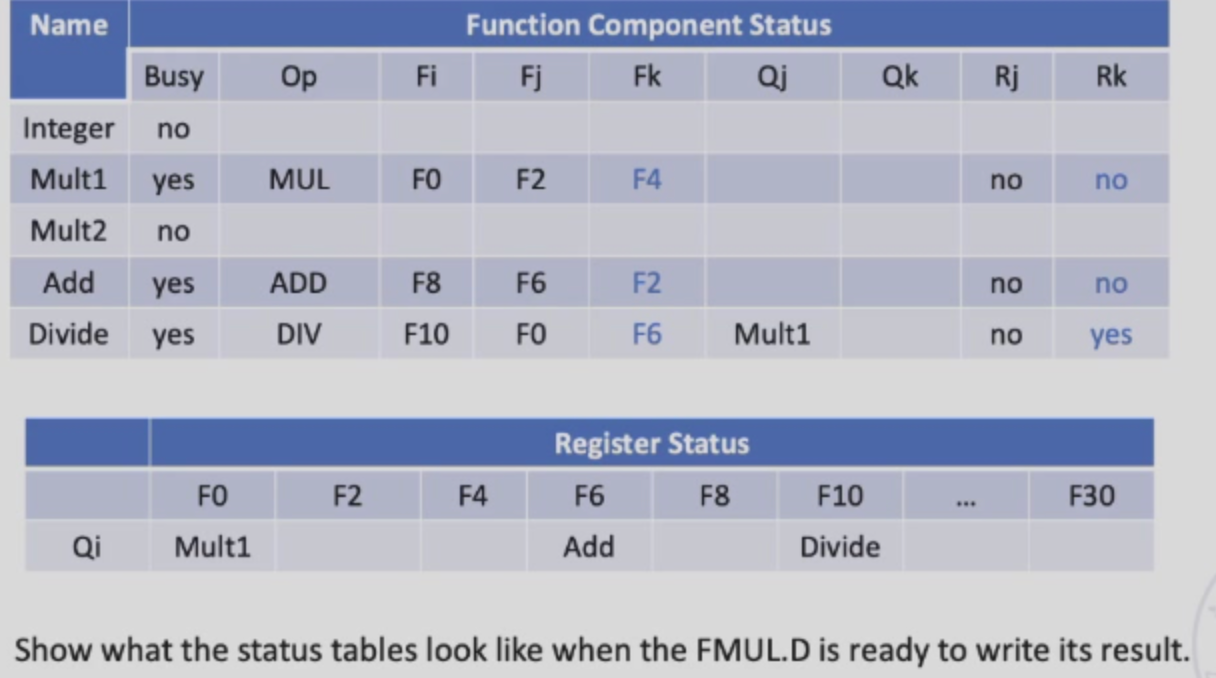 Name Function Component Status
Busy Op Fi Fj Fk Qj Qk Rj Rk
Integer no
Mult1 yes MUL F0 F2 F4 no no
Mult2 no
Add yes ADD F8 F6 F2 no no
Divide yes DIV F10 F0 F6 Mult1 no yes
Register Status
F0 F2 F4 F6 F8 F10 ... F30
Qi Mult1 Add Divide
Show what the status tables look like when the FMUL.D is ready to write its result.